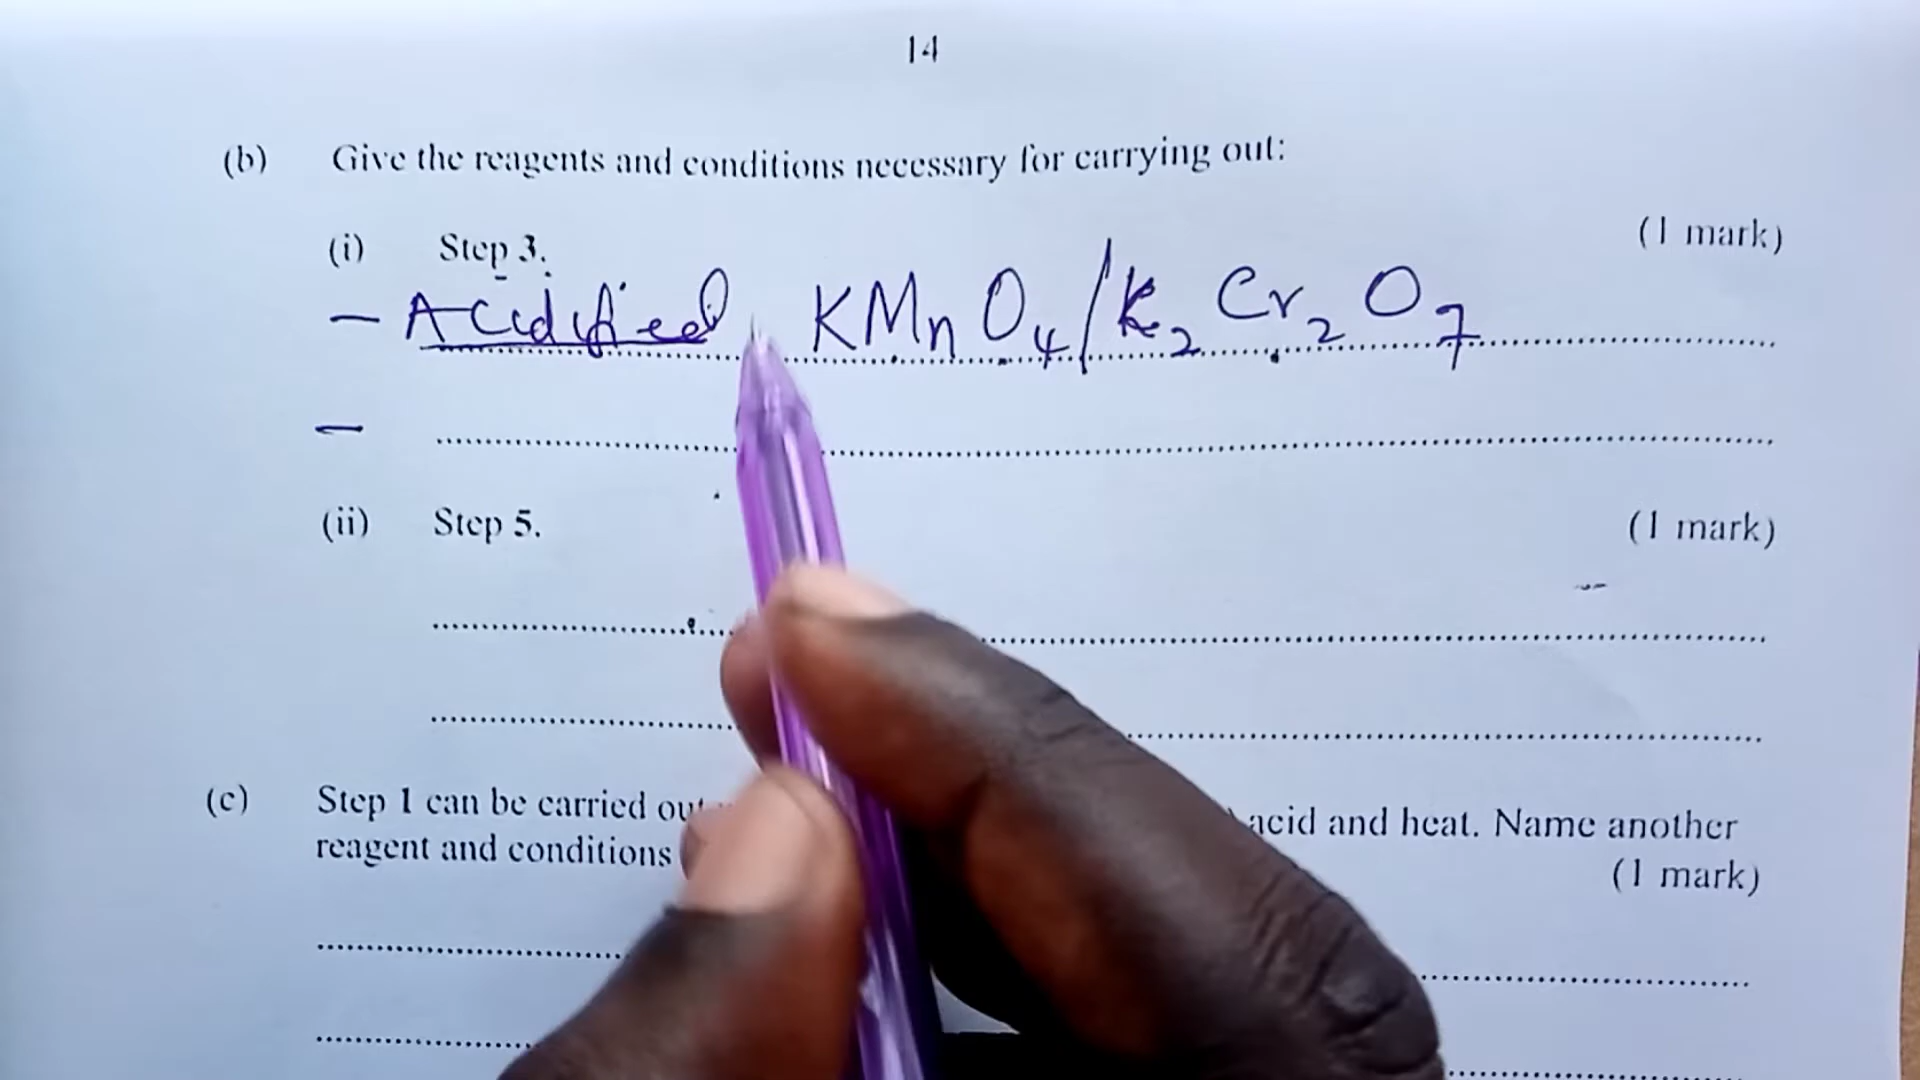 14
(b) Give the reagents and conditions necessary for carrying out:
(i) Step 3. (1 mark)
- Acidified KMnO4/K2Cr2O7
-
(ii) Step 5. (1 mark)
(c) Step 1 can be carried acid and heat. Name another
reagent and conditions (1 mark)